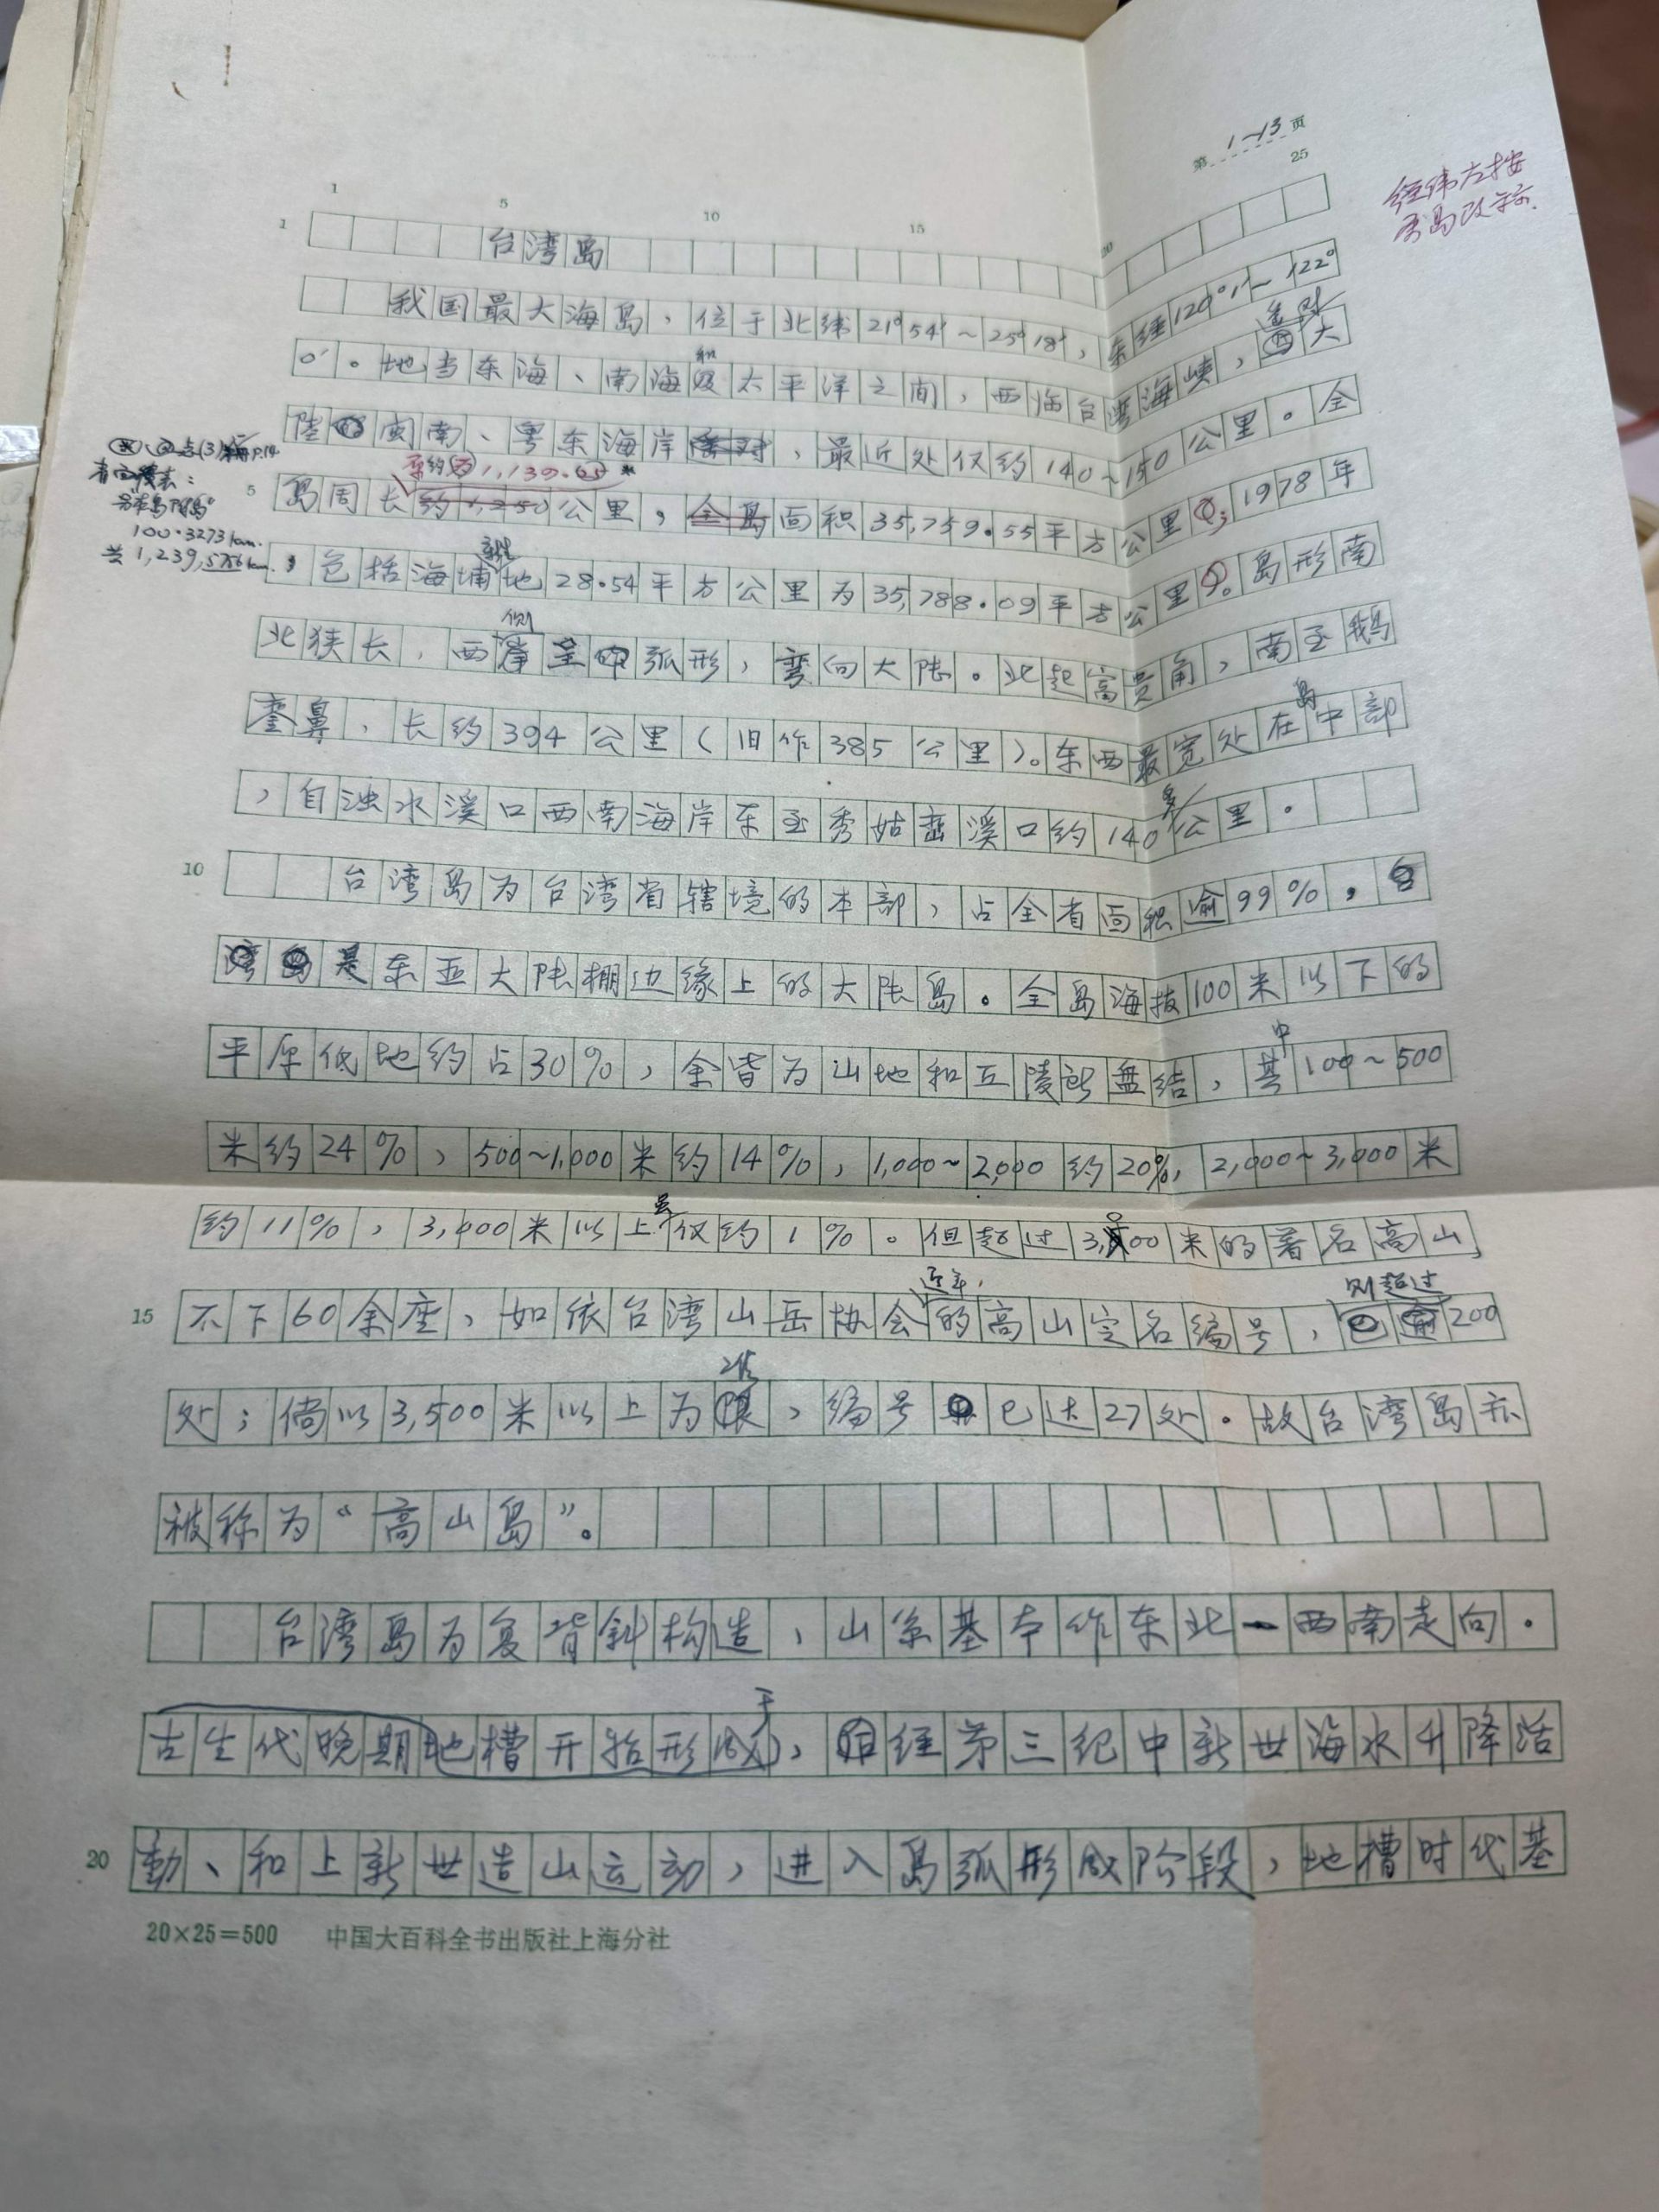 第 1~13 页
台湾岛
我国最大海岛,位于北纬21°54′~25°18′,东经120°1′~122°
0′。地当东海、南海和太平洋之间,西临台湾海峡,遥对大
陆闽南、粤东海岸,最近处仅约140~150公里。全
岛周长约1,139.65公里,面积35,759.55平方公里;1978年
,包括海埔新生地28.54平方公里为35,788.09平方公里。岛形南
北狭长,西侧呈弧形,弯向大陆。北起富贵角,南至鹅
銮鼻,长约394公里(旧作385公里)。东西最宽处在岛中部
,自浊水溪口西南海岸东至秀姑峦溪口约140多公里。
台湾岛为台湾省辖境的本部,占全省面积逾99%,
是东亚大陆棚边缘上的大陆岛。全岛海拔100米以下的
平原低地约占30%,余皆为山地和丘陵所盘结,其中100~500
米约24%,500~1,000米约14%,1,000~2,000约20%,2,000~3,000米
约11%,3,000米以上虽仅约1%。但超过3,000米的著名高山
不下60余座,如依台湾山岳协会近年的高山定名编号,则超过200
处;倘以3,500米以上为准,编号已达27处。故台湾岛亦
被称为“高山岛”。
台湾岛为复背斜构造,山系基本作东北—西南走向。
古生代晚期地槽开始形成于,经第三纪中新世海水升降活
動、和上新世造山运动,进入岛弧形成阶段,地槽时代基
20×25=500 中国大百科全书出版社上海分社
100.3273km.
共1,239.5756km.